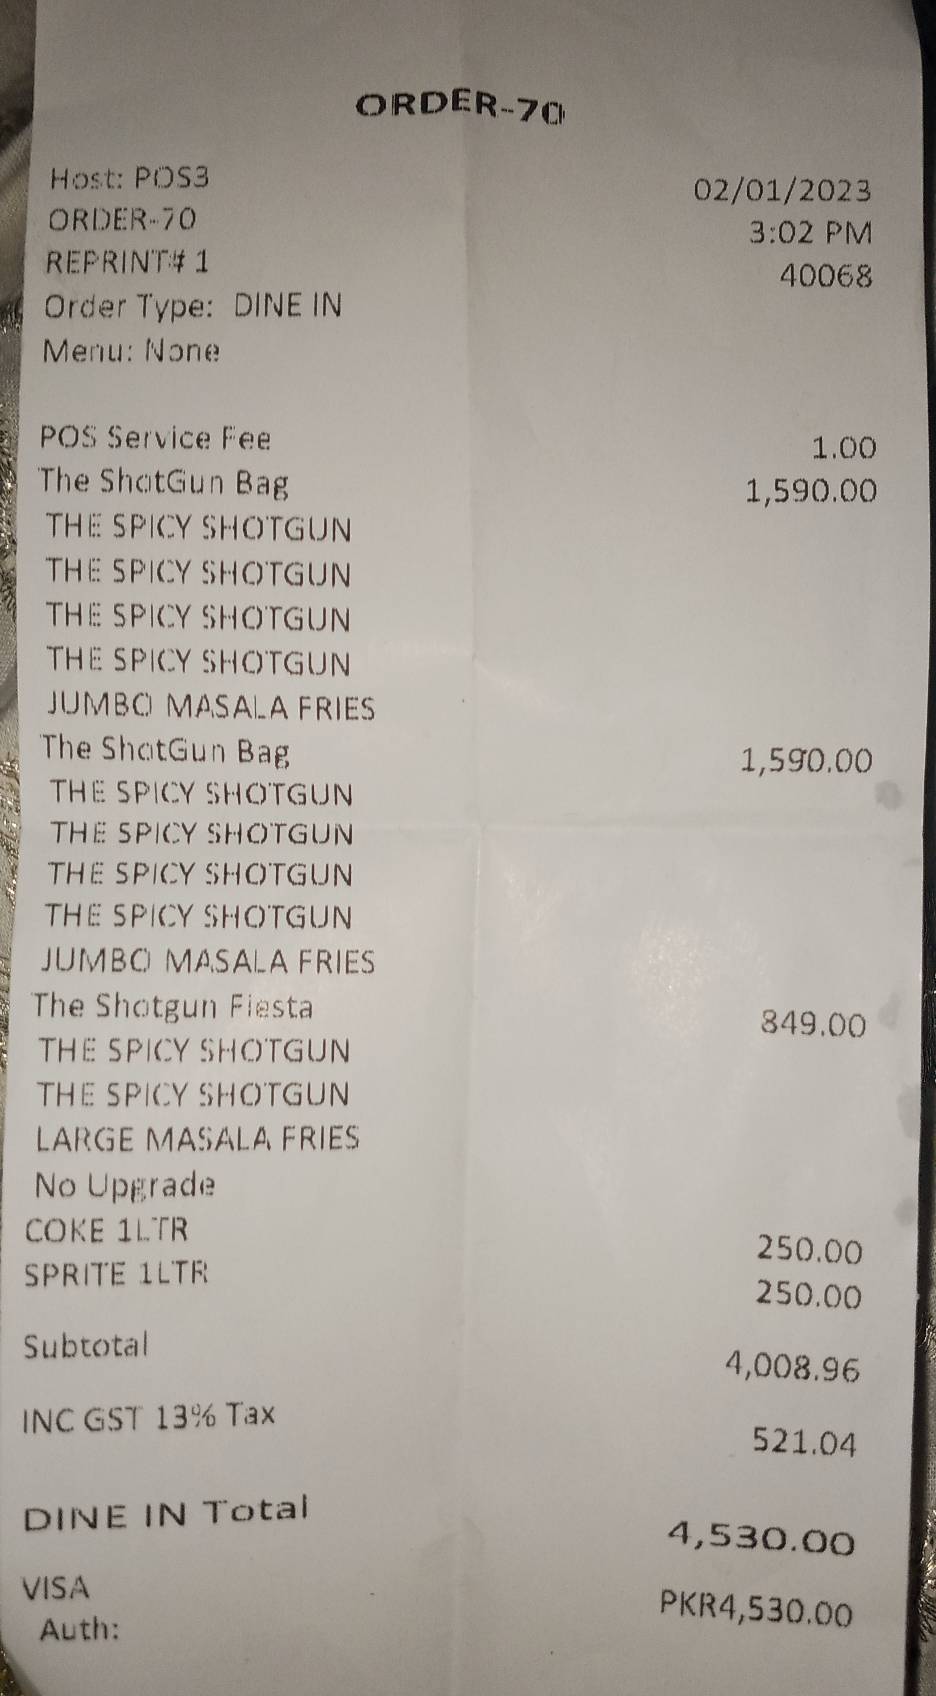 ORDER-70
Host: POS3
02/01/2023
ORDER-70
3:02 PM
REPRINT# 1
40068
Order Type: DINE IN
Menu: None
POS Service Fee 1.00
The ShotGun Bag 1,590.00
THE SPICY SHOTGUN
THE SPICY SHOTGUN
THE SPICY SHOTGUN
THE SPICY SHOTGUN
JUMBO MASALA FRIES
The ShotGun Bag 1,590.00
THE SPICY SHOTGUN
THE SPICY SHOTGUN
THE SPICY SHOTGUN
THE SPICY SHOTGUN
JUMBO MASALA FRIES
The Shotgun Fiesta 849.00
THE SPICY SHOTGUN
THE SPICY SHOTGUN
LARGE MASALA FRIES
No Upgrade
COKE 1LTR 250.00
SPRITE 1LTR 250.00
Subtotal 4,008.96
INC GST 13% Tax 521.04
DINE IN Total 4,530.00
VISA PKR4,530.00
Auth: